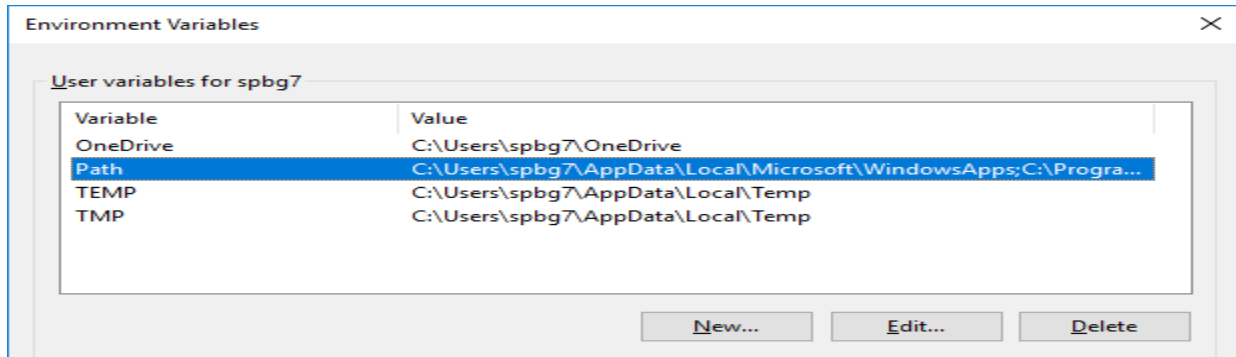 Environment Variables
User variables for spbg7
Variable Value
OneDrive C:\Users\spbg7\OneDrive
Path C:\Users\spbg7\AppData\Local\Microsoft\WindowsApps;C:\Progra...
TEMP C:\Users\spbg7\AppData\Local\Temp
TMP C:\Users\spbg7\AppData\Local\Temp
New... Edit... Delete